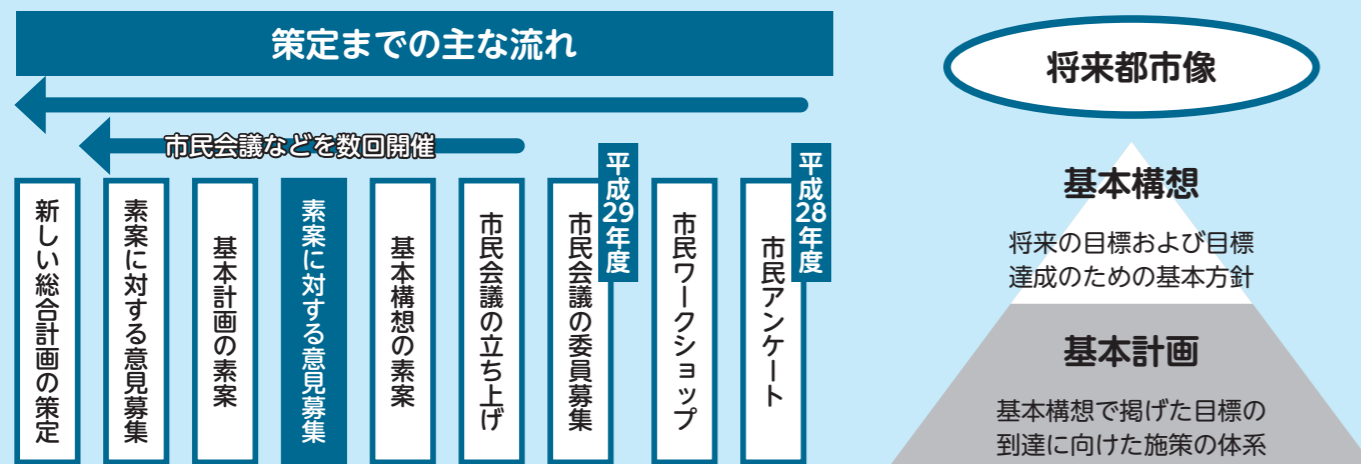 策定までの主な流れ
市民会議などを数回開催
平成28年度
市民アンケート
市民ワークショップ
平成29年度
市民会議の委員募集
市民会議の立ち上げ
基本構想の素案
素案に対する意見募集
基本計画の素案
素案に対する意見募集
新しい総合計画の策定
将来都市像
基本構想
将来の目標および目標
達成のための基本方針
基本計画
基本構想で掲げた目標の
到達に向けた施策の体系